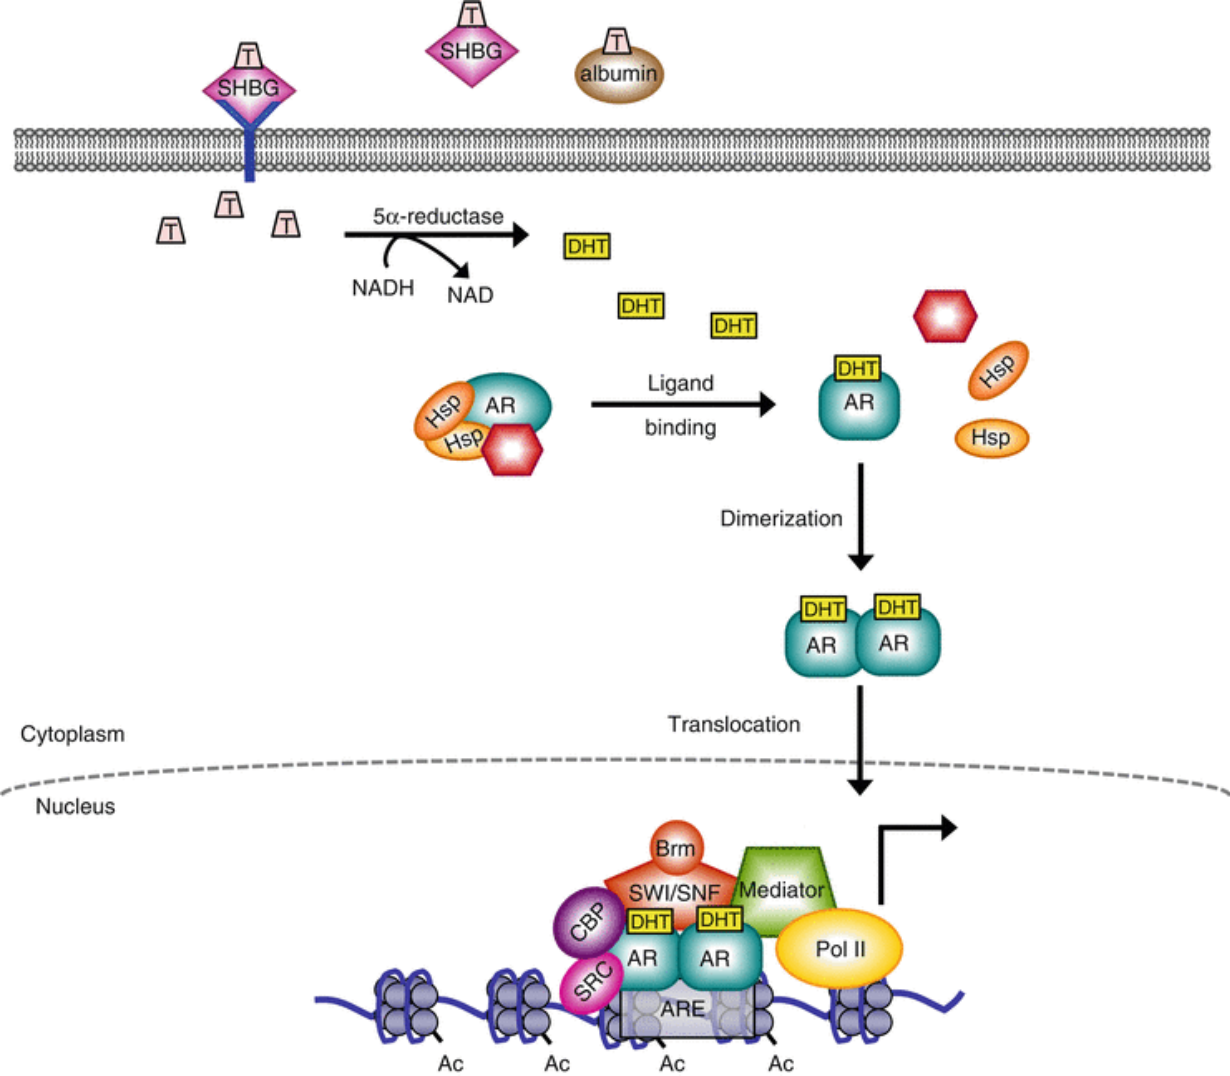 T
SHBG
T
SHBG
T
albumin
T
T
T
5α-reductase
NADH
NAD
DHT
DHT
DHT
Hsp
AR
Hsp
Ligand
binding
DHT
AR
Hsp
Hsp
Dimerization
DHT
DHT
AR
AR
Translocation
Cytoplasm
Nucleus
Brm
SWI/SNF
Mediator
CBP
DHT
DHT
AR
AR
Pol II
SRC
ARE
Ac
Ac
Ac
Ac